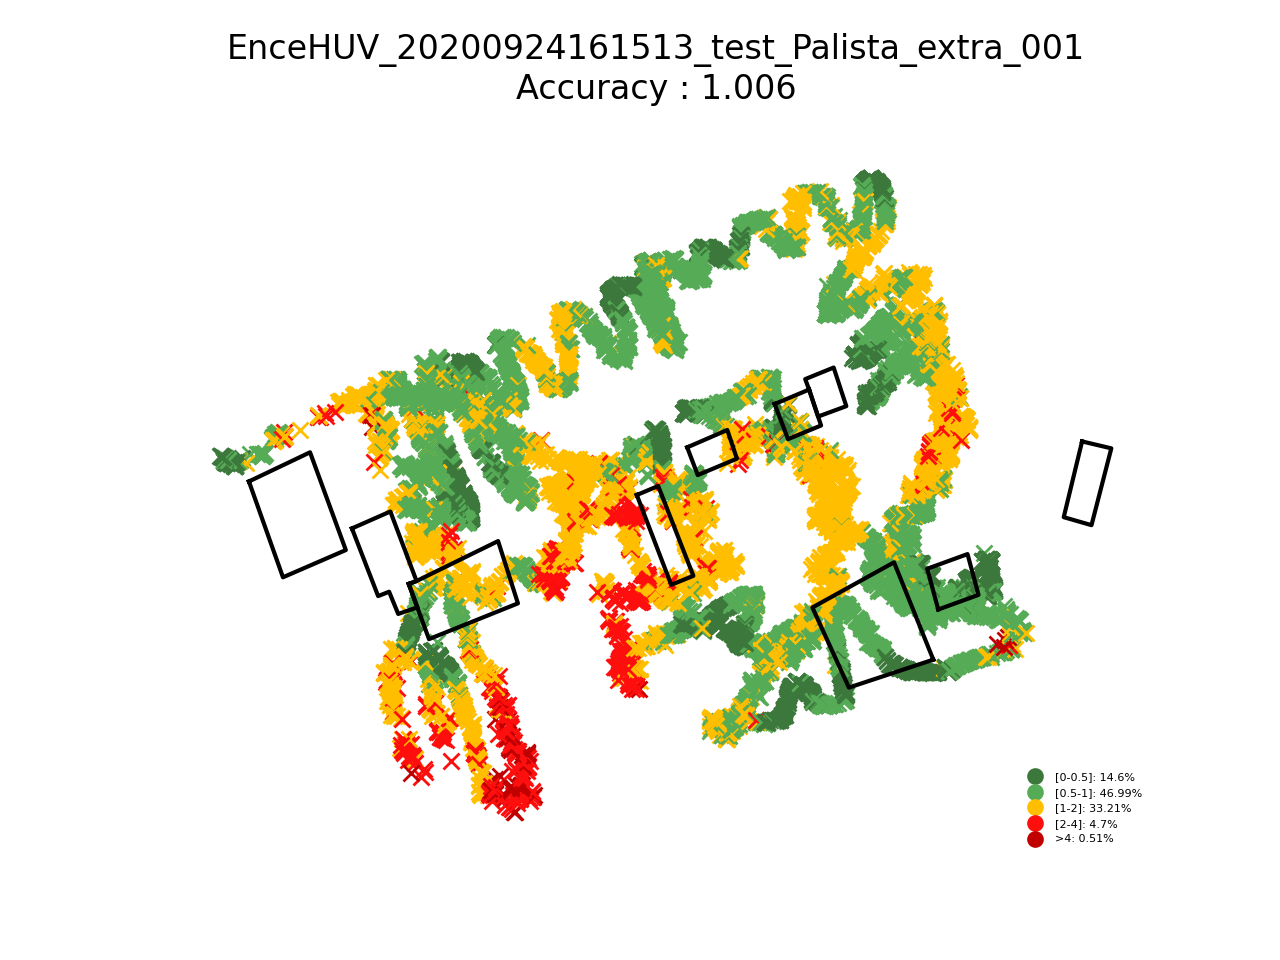 EnceHUV_20200924161513_test_Palista_extra_001
Accuracy : 1.006
[0-0.5]: 14.6%
[0.5-1]: 46.99%
[1-2]: 33.21%
[2-4]: 4.7%
>4: 0.51%